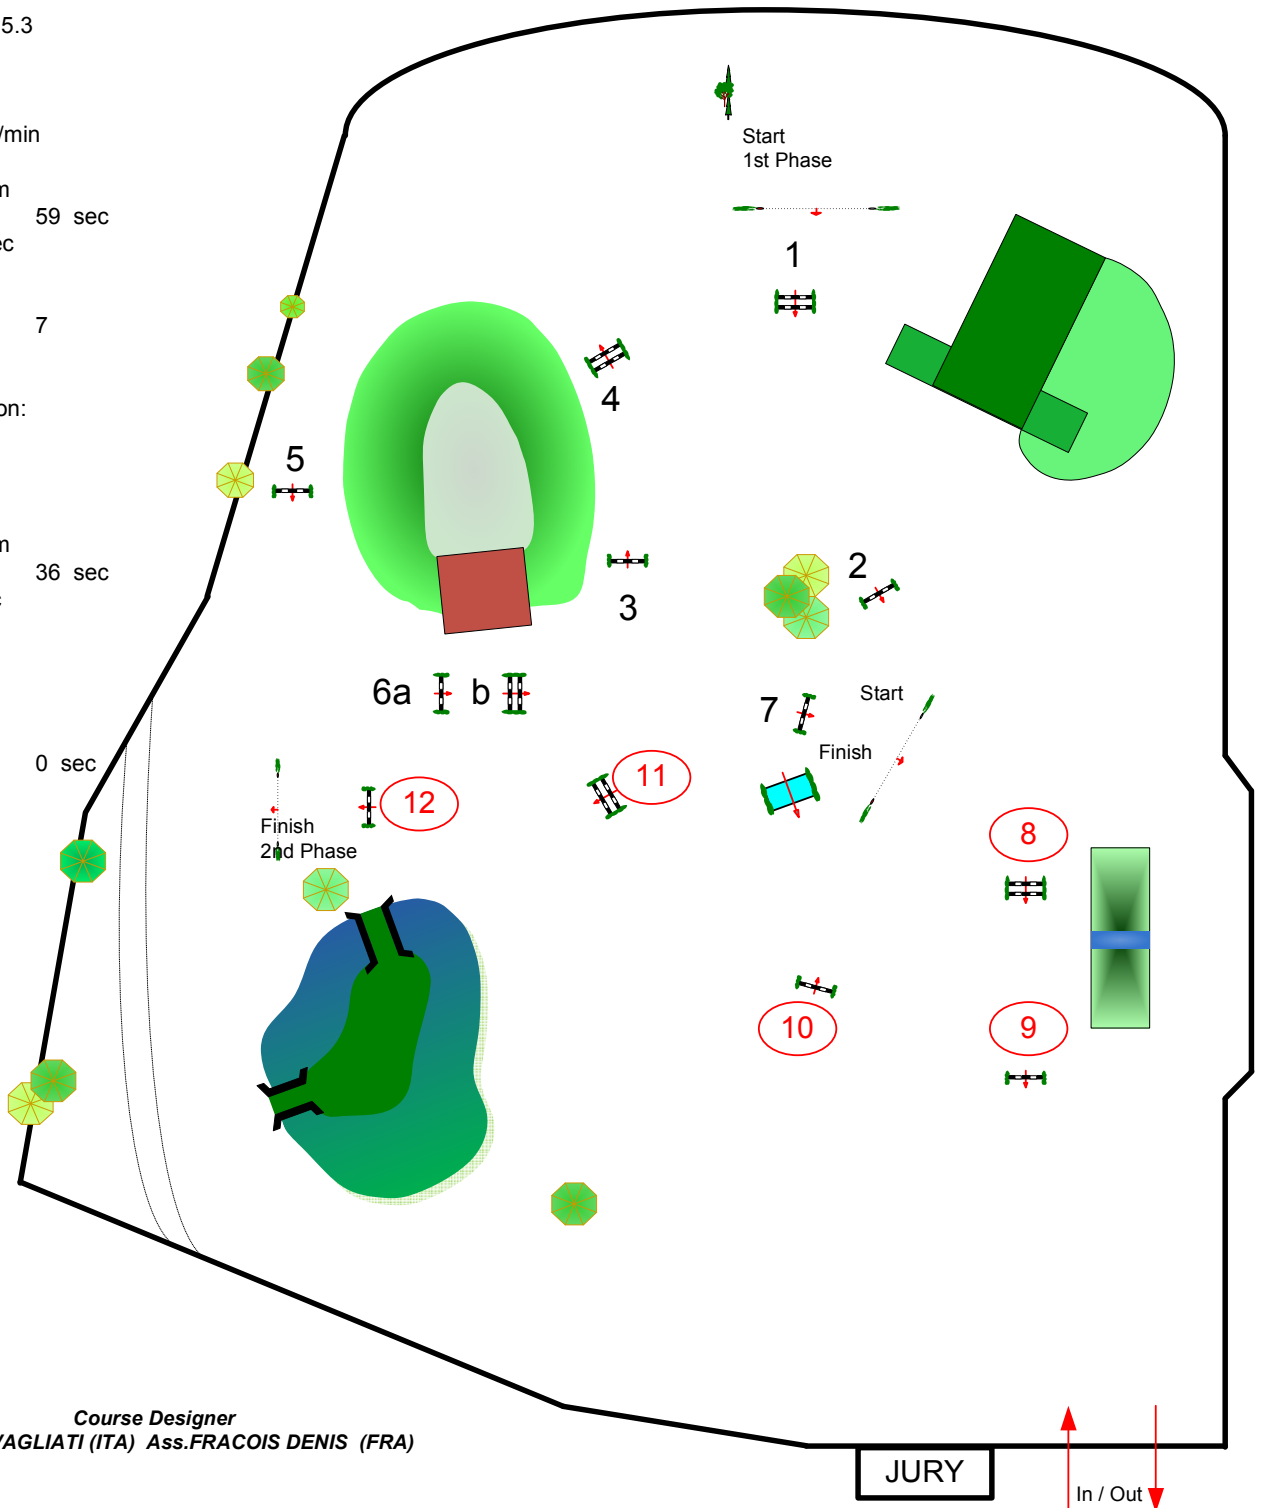 5.3
/min
m
59 sec
ec
7
on:
m
36 sec
c
0 sec
Start
1st Phase
1
2
3
4
5
6a
b
7
Start
Finish
8
9
10
11
12
Finish
2nd Phase
Course Designer
VAGLIATI (ITA) Ass.FRACOIS DENIS (FRA)
JURY
In / Out